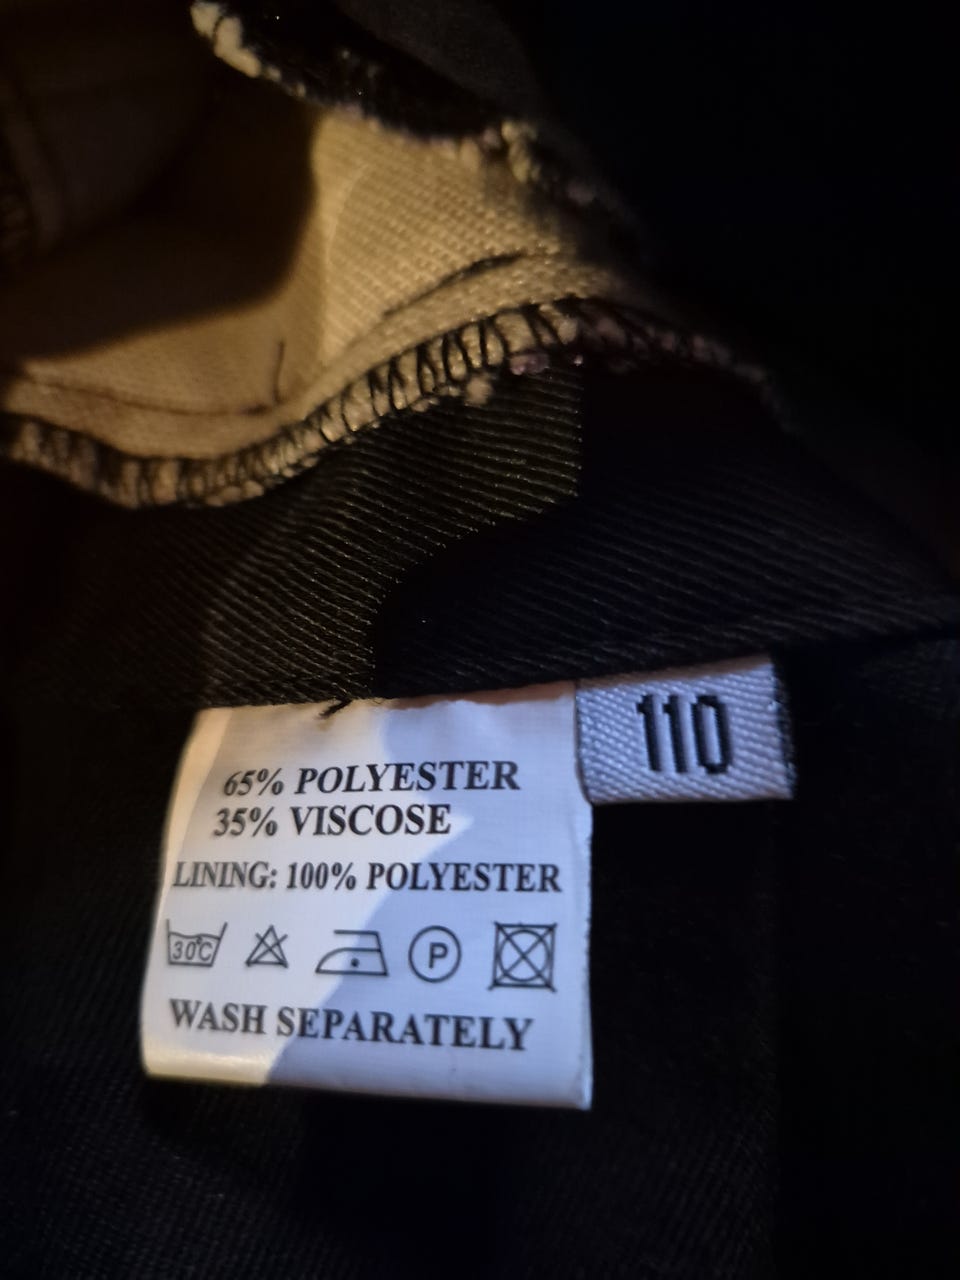 110
65% POLYESTER
35% VISCOSE
LINING: 100% POLYESTER
30°C P
WASH SEPARATELY